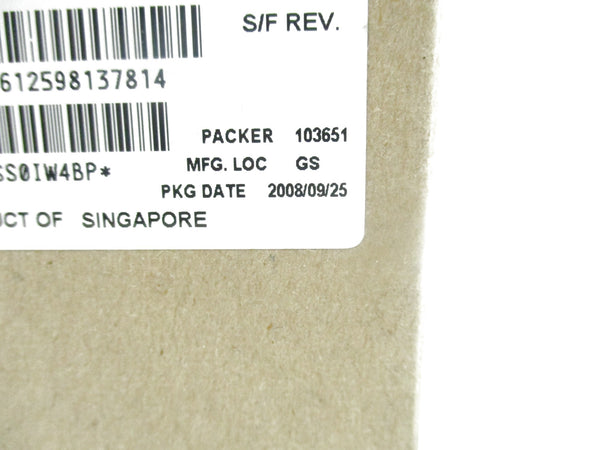 S/F REV.
612598137814
PACKER 103651
SS0IW4BP*
MFG. LOC GS
PKG DATE 2008/09/25
UCT OF SINGAPORE